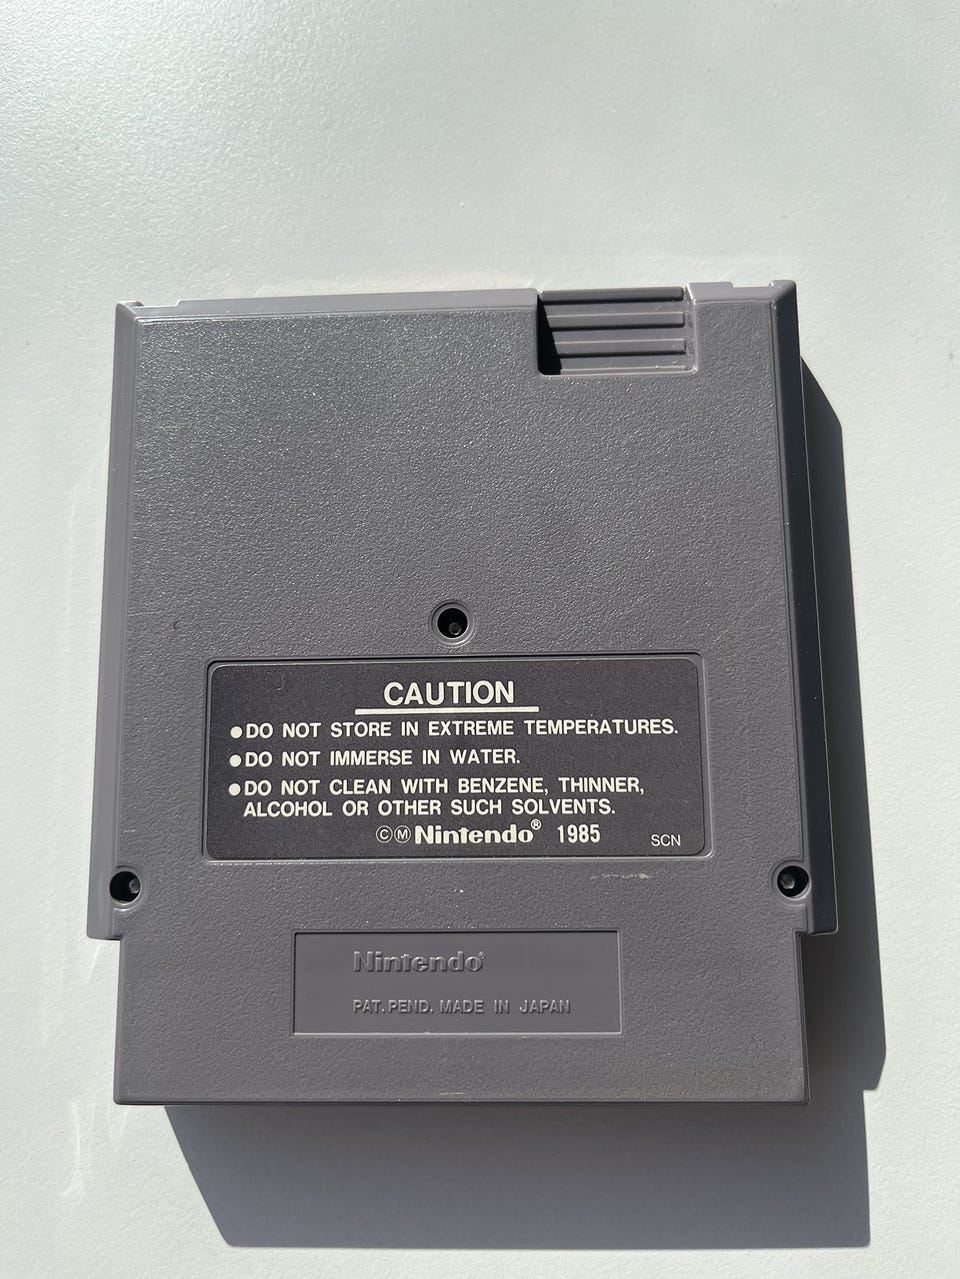 CAUTION
●DO NOT STORE IN EXTREME TEMPERATURES.
●DO NOT IMMERSE IN WATER.
●DO NOT CLEAN WITH BENZENE, THINNER,
ALCOHOL OR OTHER SUCH SOLVENTS.
ⒸⓂNintendo® 1985 SCN
Nintendo®
PAT. PEND. MADE IN JAPAN